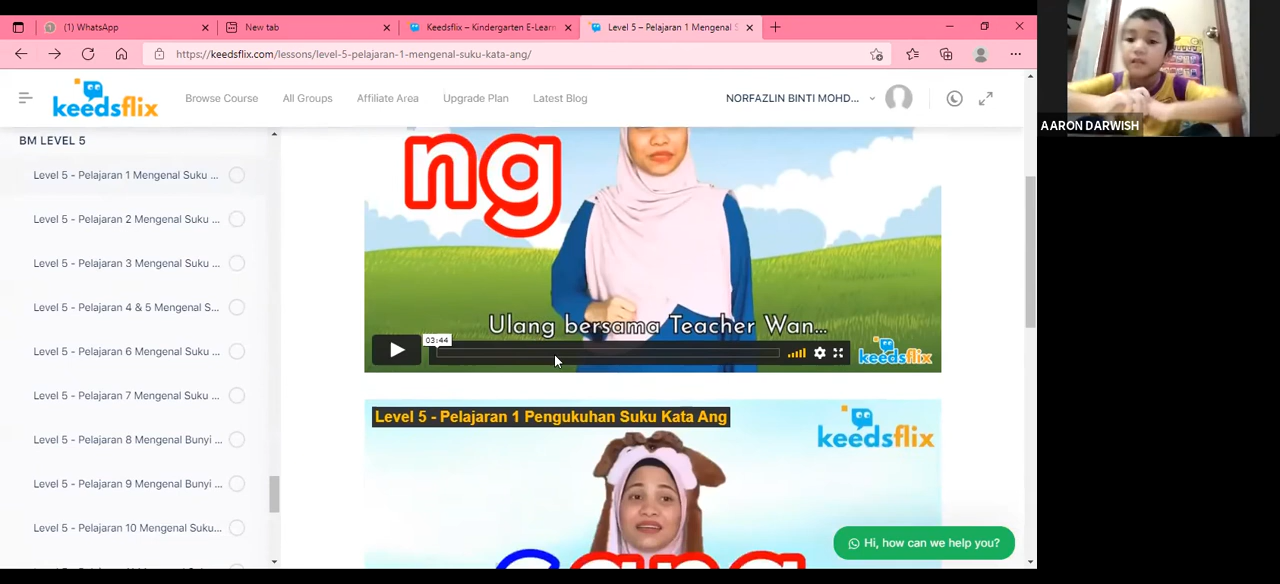 (1) WhatsApp
New tab
Keedsflix – Kindergarten E-Learn
Level 5 – Pelajaran 1 Mengenal S
https://keedsflix.com/lessons/level-5-pelajaran-1-mengenal-suku-kata-ang/
keedsflix
Browse Course
All Groups
Affiliate Area
Upgrade Plan
Latest Blog
NORFAZLIN BINTI MOHD...
AARON DARWISH
BM LEVEL 5
Level 5 - Pelajaran 1 Mengenal Suku ...
Level 5 - Pelajaran 2 Mengenal Suku ...
Level 5 - Pelajaran 3 Mengenal Suku ...
Level 5 - Pelajaran 4 & 5 Mengenal S...
Level 5 - Pelajaran 6 Mengenal Suku ...
Level 5 - Pelajaran 7 Mengenal Suku ...
Level 5 - Pelajaran 8 Mengenal Bunyi ...
Level 5 - Pelajaran 9 Mengenal Bunyi ...
Level 5 - Pelajaran 10 Mengenal Suku...
ng
Ulang bersama Teacher Wan...
03:44
keedsflix
Level 5 - Pelajaran 1 Pengukuhan Suku Kata Ang
keedsflix
Hi, how can we help you?